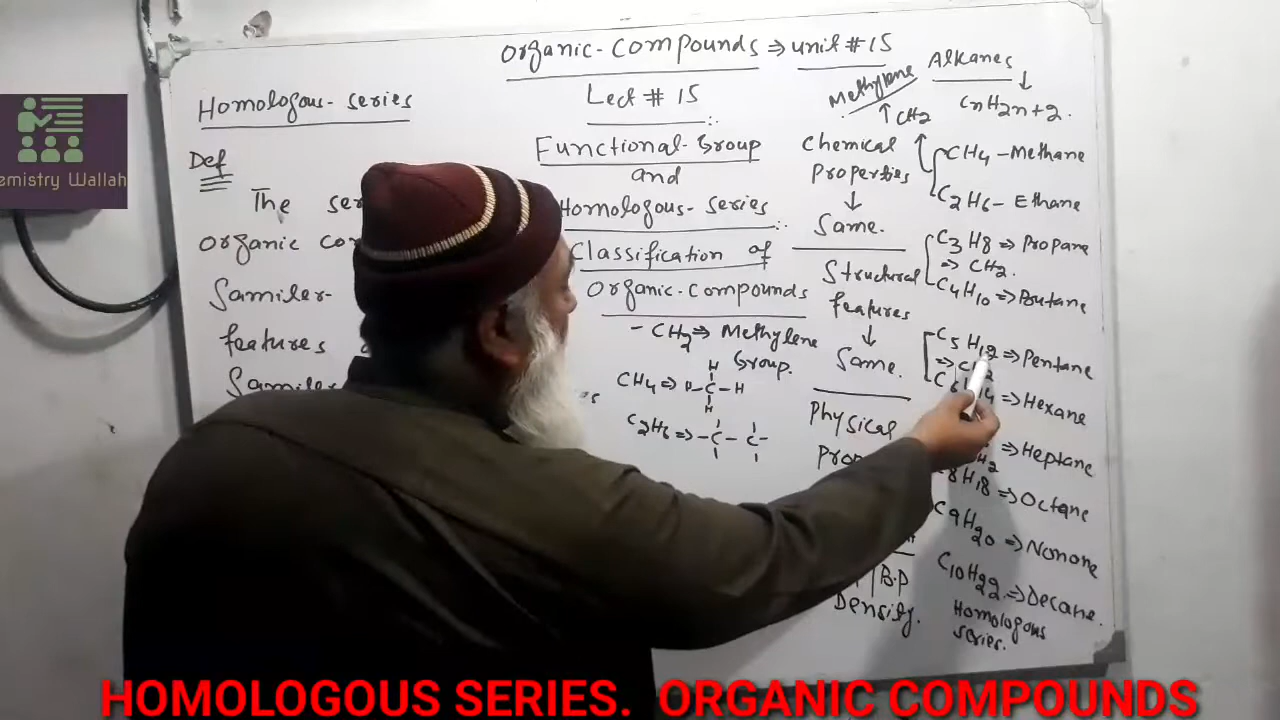 Organic-Compounds ⇒ unit # 15
Lect # 15
Functional Group
and
Homologous-series
Classification of
Organic-Compounds
-CH2 ⇒ Methylene
Group.
CH4 ⇒ H-C-H
H
H
C2H6 ⇒ -C-C-
Homologous-series
Def
The
organic
Samiler-
features
Samiler
emistry Wallah
Methylene
↑ CH2
Chemical
Properties
↓
Same.
Structural
features
↓
Same.
Physical
B.P
Density.
Alkanes
↓
CnH2n+2.
CH4 - Methane
C2H6 - Ethane
C3H8 ⇒ Propane
⇒ CH2.
C4H10 ⇒ Butane
C5H12 ⇒ Pentane
⇒ Hexane
⇒ Heptane
C8H18 ⇒ Octane
C9H20 ⇒ Nonone
C10H22 ⇒ Decane.
Homologous
series.
HOMOLOGOUS SERIES. ORGANIC COMPOUNDS